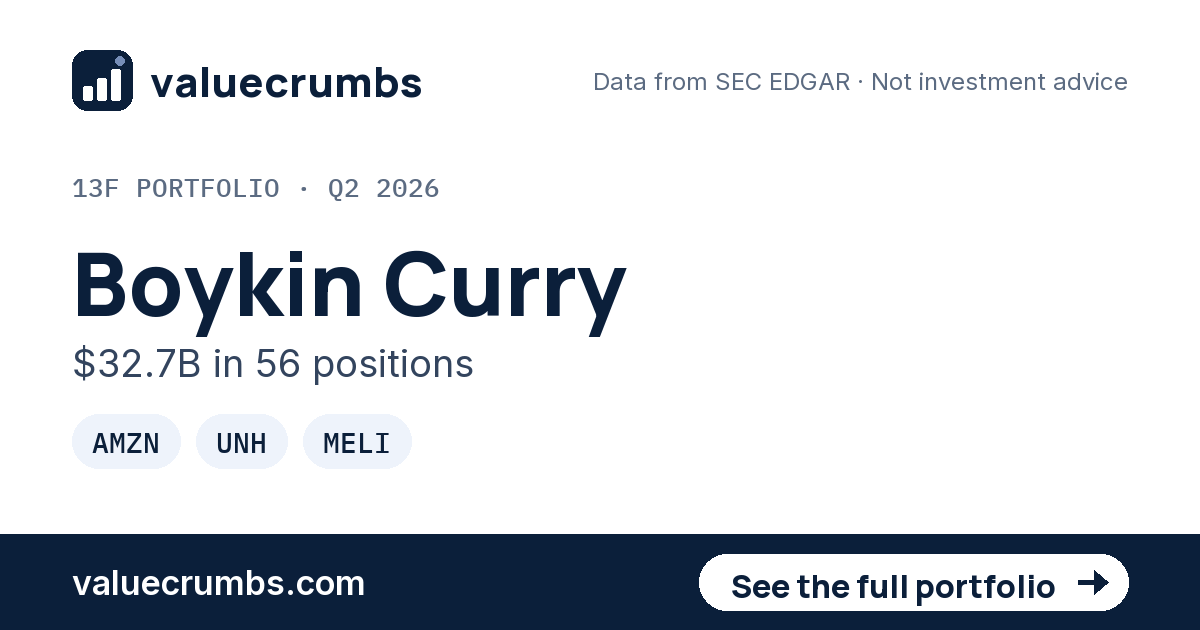 valuecrumbs
Data from SEC EDGAR · Not investment advice
13F PORTFOLIO · Q2 2026
Boykin Curry
$32.7B in 56 positions
AMZN UNH MELI
valuecrumbs.com
See the full portfolio →